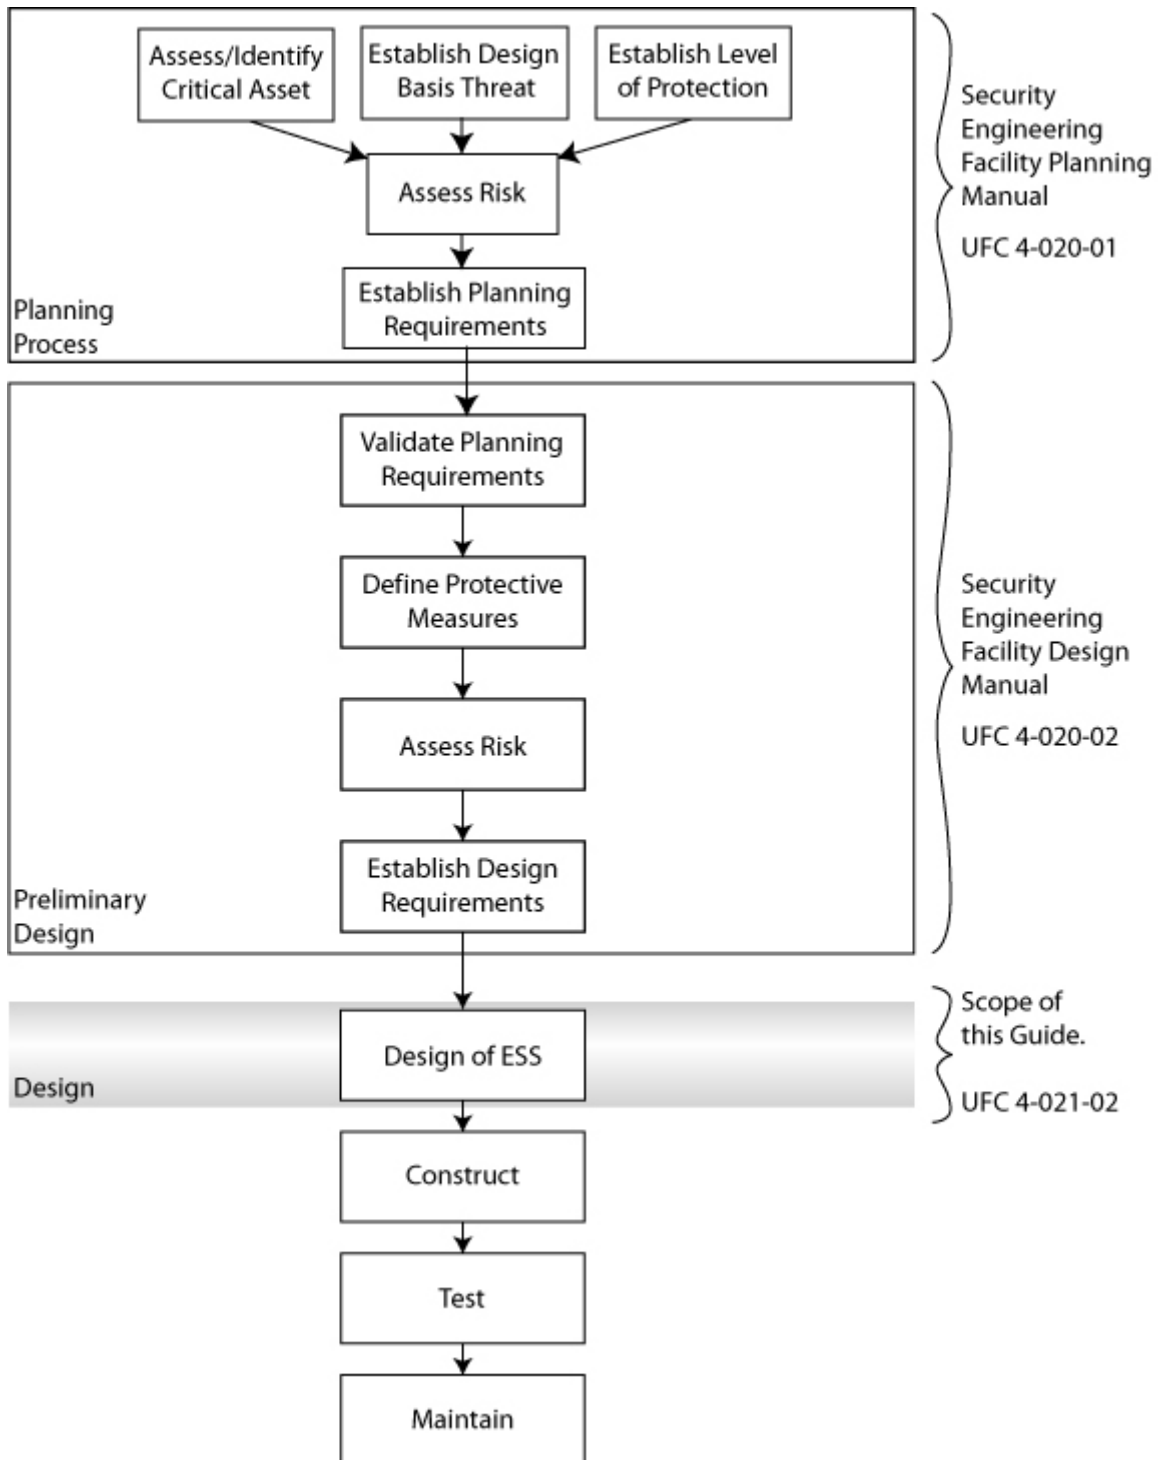 Assess/Identify
Critical Asset
Establish Design
Basis Threat
Establish Level
of Protection
Assess Risk
Establish Planning
Requirements
Planning
Process
Security
Engineering
Facility Planning
Manual
UFC 4-020-01
Validate Planning
Requirements
Define Protective
Measures
Assess Risk
Establish Design
Requirements
Preliminary
Design
Security
Engineering
Facility Design
Manual
UFC 4-020-02
Design of ESS
Design
Scope of
this Guide.
UFC 4-021-02
Construct
Test
Maintain